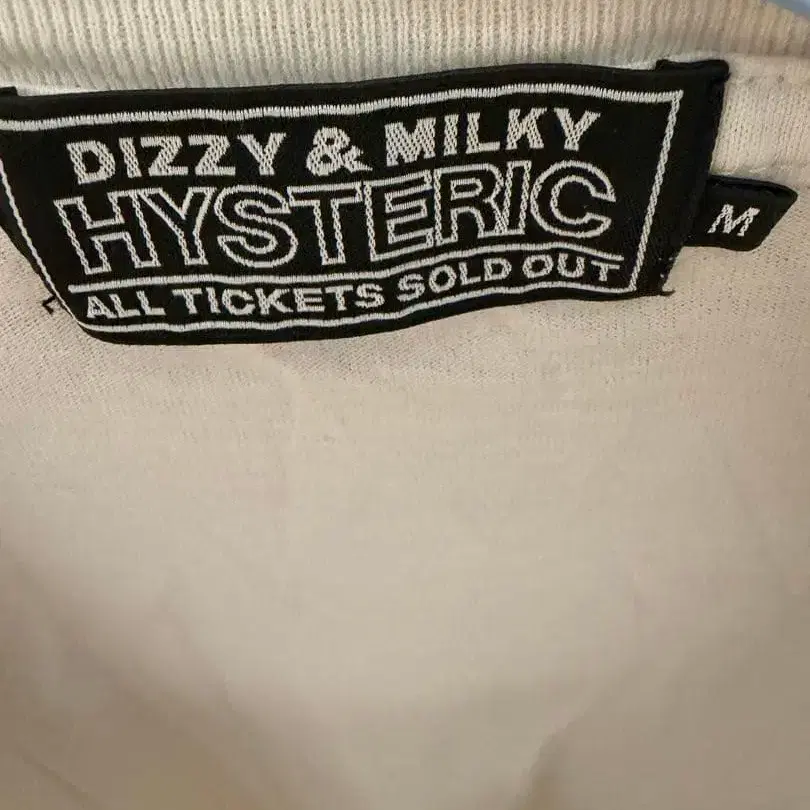 DIZZY & MILKY
HYSTERIC
ALL TICKETS SOLD OUT
M